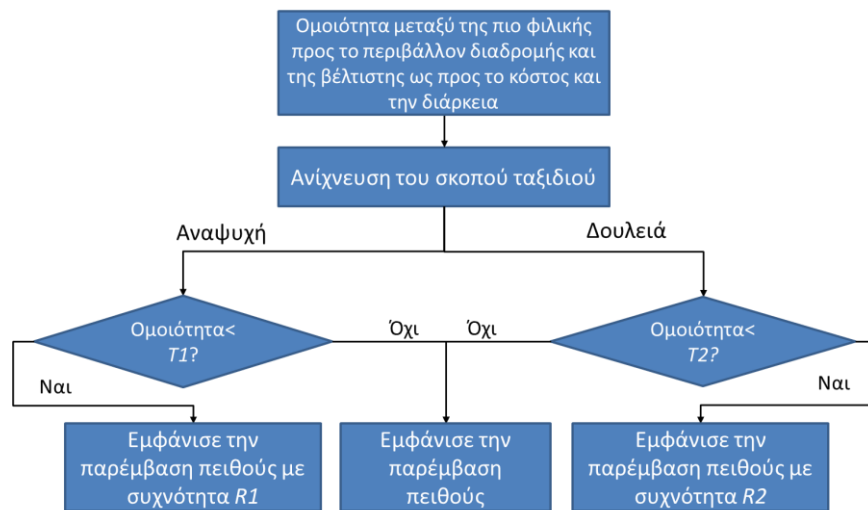 Ομοιότητα μεταξύ της πιο φιλικής
προς το περιβάλλον διαδρομής και
της βέλτιστης ως προς το κόστος και
την διάρκεια
Ανίχνευση του σκοπού ταξιδιού
Αναψυχή
Δουλειά
Ομοιότητα<
T1?
Όχι
Όχι
Ομοιότητα<
T2?
Ναι
Ναι
Εμφάνισε την
παρέμβαση πειθούς με
συχνότητα R1
Εμφάνισε την
παρέμβαση
πειθούς
Εμφάνισε την
παρέμβαση πειθούς με
συχνότητα R2